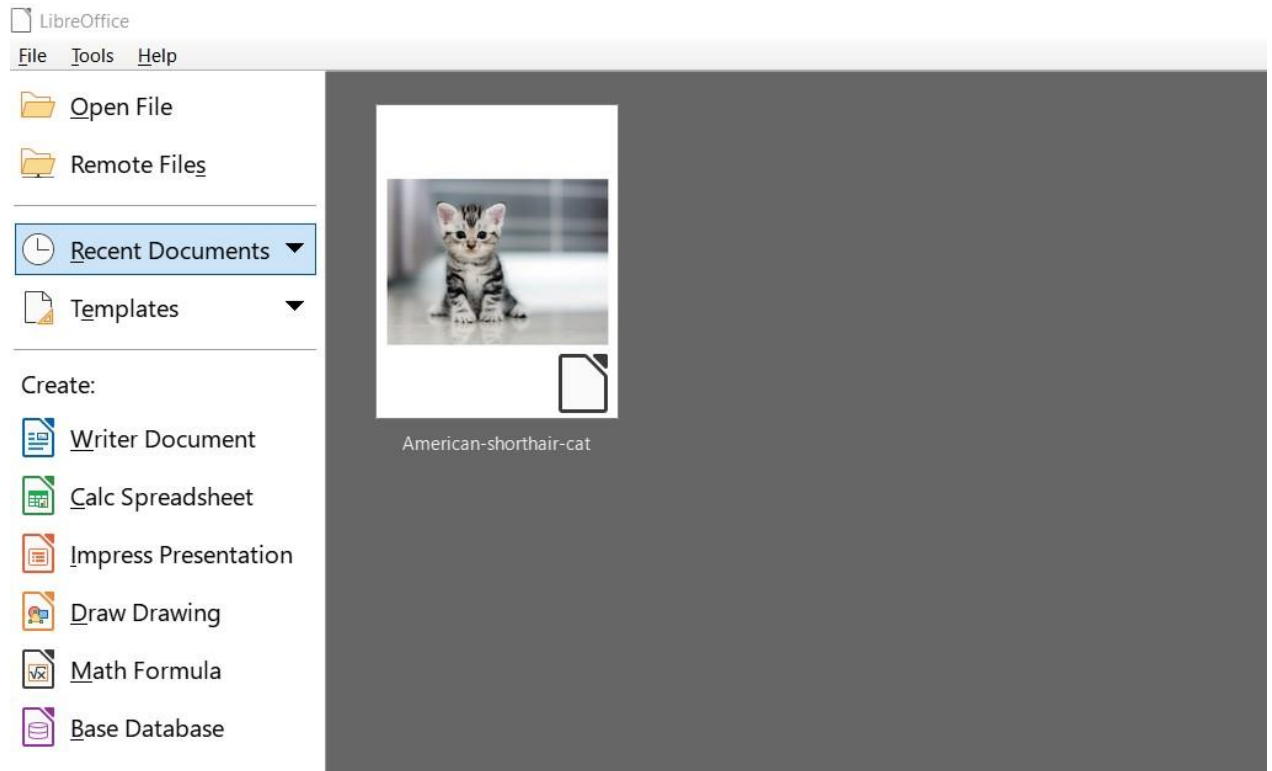 LibreOffice
File Tools Help
Open File
Remote Files
Recent Documents
Templates
Create:
Writer Document
Calc Spreadsheet
Impress Presentation
Draw Drawing
Math Formula
Base Database
American-shorthair-cat